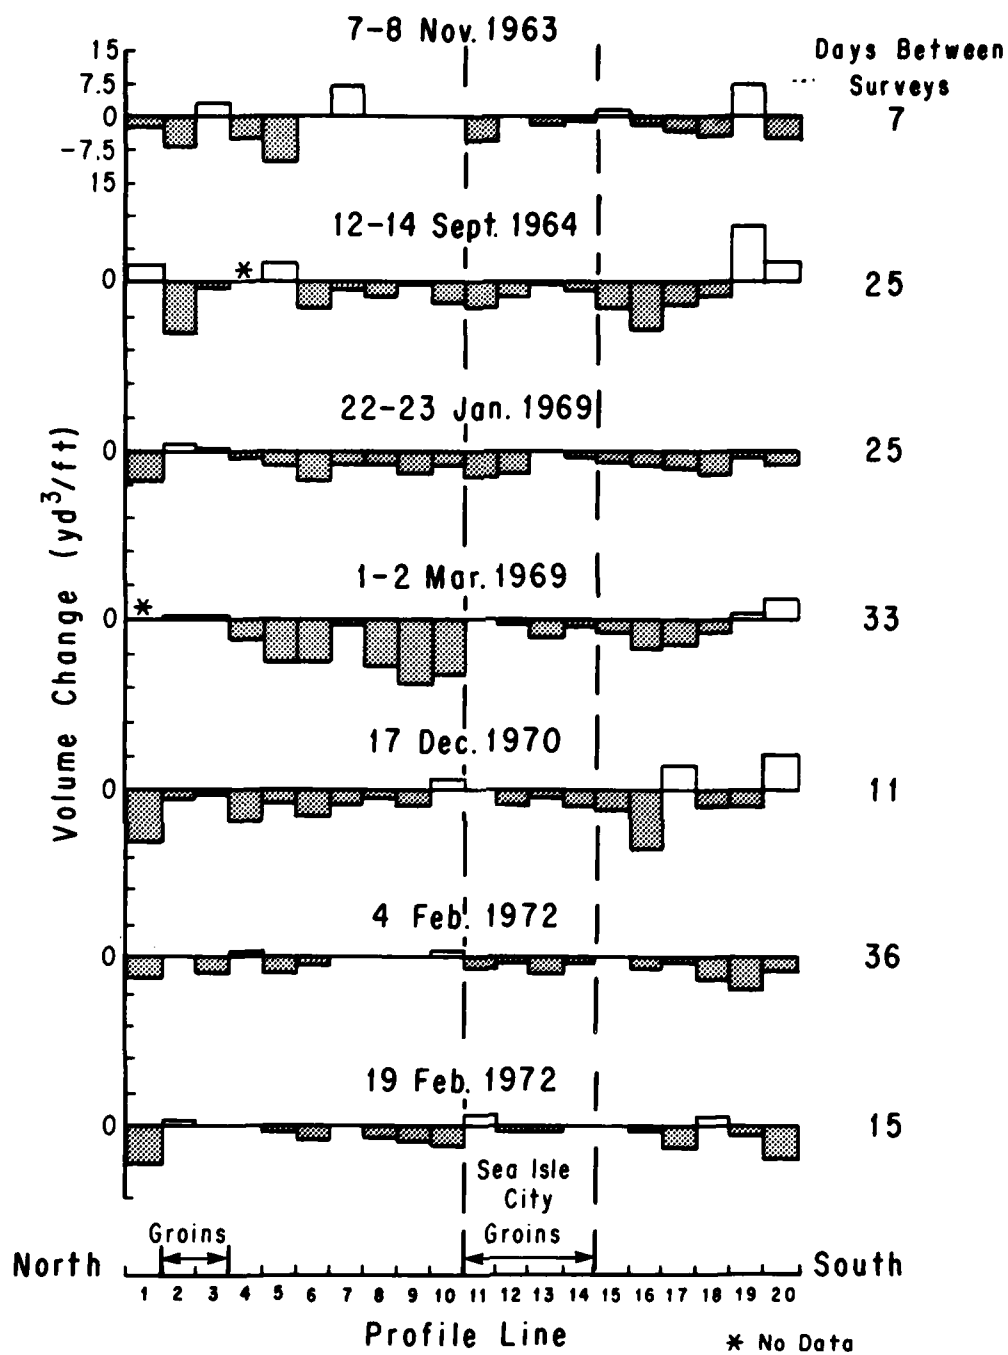 7-8 Nov. 1963
Days Between
Surveys
15
7.5
0
-7.5
15
7
12-14 Sept. 1964
*
0
25
22-23 Jan. 1969
0
25
1-2 Mar. 1969
*
0
33
17 Dec. 1970
0
11
4 Feb. 1972
0
36
19 Feb. 1972
0
15
Volume Change (yd³/ft)
Sea Isle
City
Groins
Groins
North
South
1 2 3 4 5 6 7 8 9 10 11 12 13 14 15 16 17 18 19 20
Profile Line
* No Data